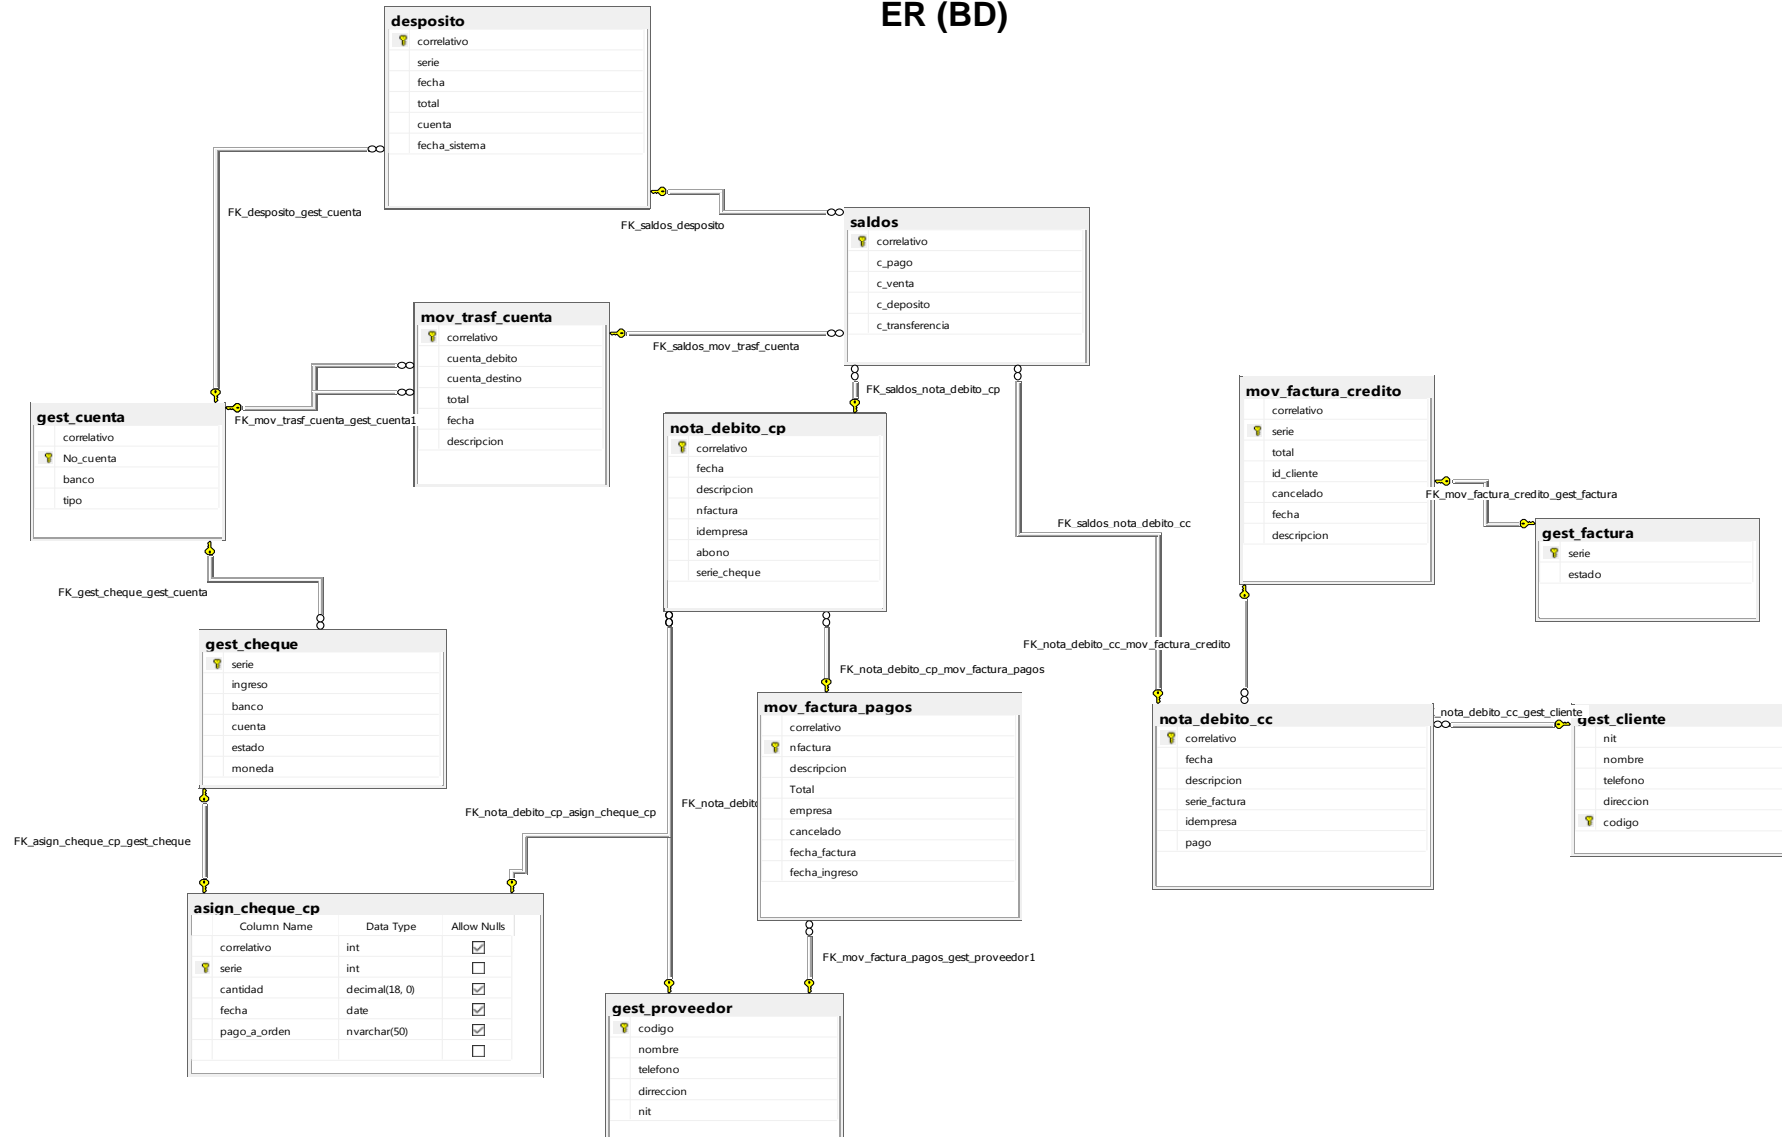 ER (BD)
desposito
correlativo
serie
fecha
total
cuenta
fecha_sistema
FK_desposito_gest_cuenta
FK_saldos_desposito
saldos
correlativo
c_pago
c_venta
c_deposito
c_transferencia
mov_trasf_cuenta
correlativo
cuenta_debito
cuenta_destino
total
fecha
descripcion
FK_saldos_mov_trasf_cuenta
FK_saldos_nota_debito_cp
gest_cuenta
correlativo
No_cuenta
banco
tipo
FK_mov_trasf_cuenta_gest_cuenta1
nota_debito_cp
correlativo
fecha
descripcion
nfactura
idempresa
abono
serie_cheque
FK_saldos_nota_debito_cc
mov_factura_credito
correlativo
serie
total
id_cliente
cancelado
fecha
descripcion
FK_mov_factura_credito_gest_factura
gest_factura
serie
estado
FK_gest_cheque_gest_cuenta
gest_cheque
serie
ingreso
banco
cuenta
estado
moneda
FK_nota_debito_cc_mov_factura_credito
FK_nota_debito_cp_mov_factura_pagos
mov_factura_pagos
correlativo
nfactura
descripcion
Total
empresa
cancelado
fecha_factura
fecha_ingreso
nota_debito_cc
correlativo
fecha
descripcion
serie_factura
idempresa
pago
_nota_debito_cc_gest_cliente
gest_cliente
nit
nombre
telefono
direccion
codigo
FK_nota_debito_cp_asign_cheque_cp
FK_nota_debit
FK_asign_cheque_cp_gest_cheque
asign_cheque_cp
Column Name Data Type Allow Nulls
correlativo int
serie int
cantidad decimal(18, 0)
fecha date
pago_a_orden nvarchar(50)
FK_mov_factura_pagos_gest_proveedor1
gest_proveedor
codigo
nombre
telefono
dirreccion
nit